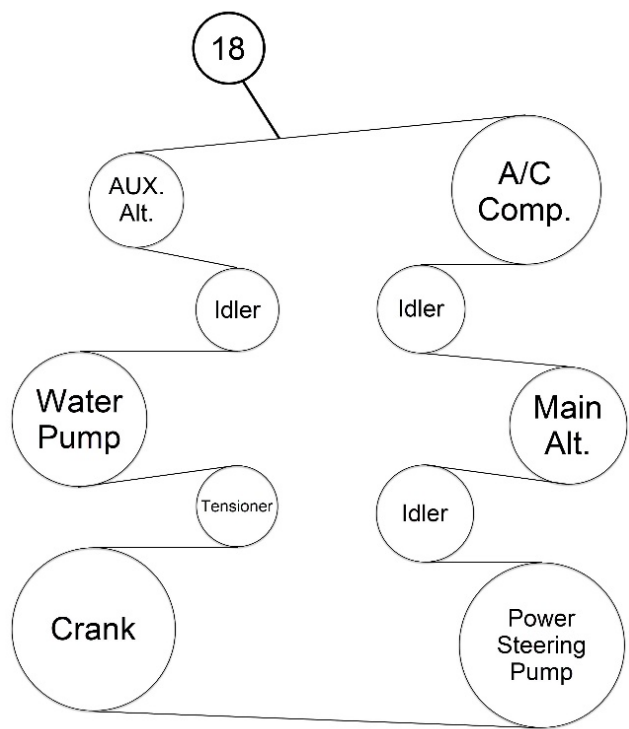 18
AUX.
Alt.
A/C
Comp.
Idler
Idler
Water
Pump
Main
Alt.
Tensioner
Idler
Crank
Power
Steering
Pump